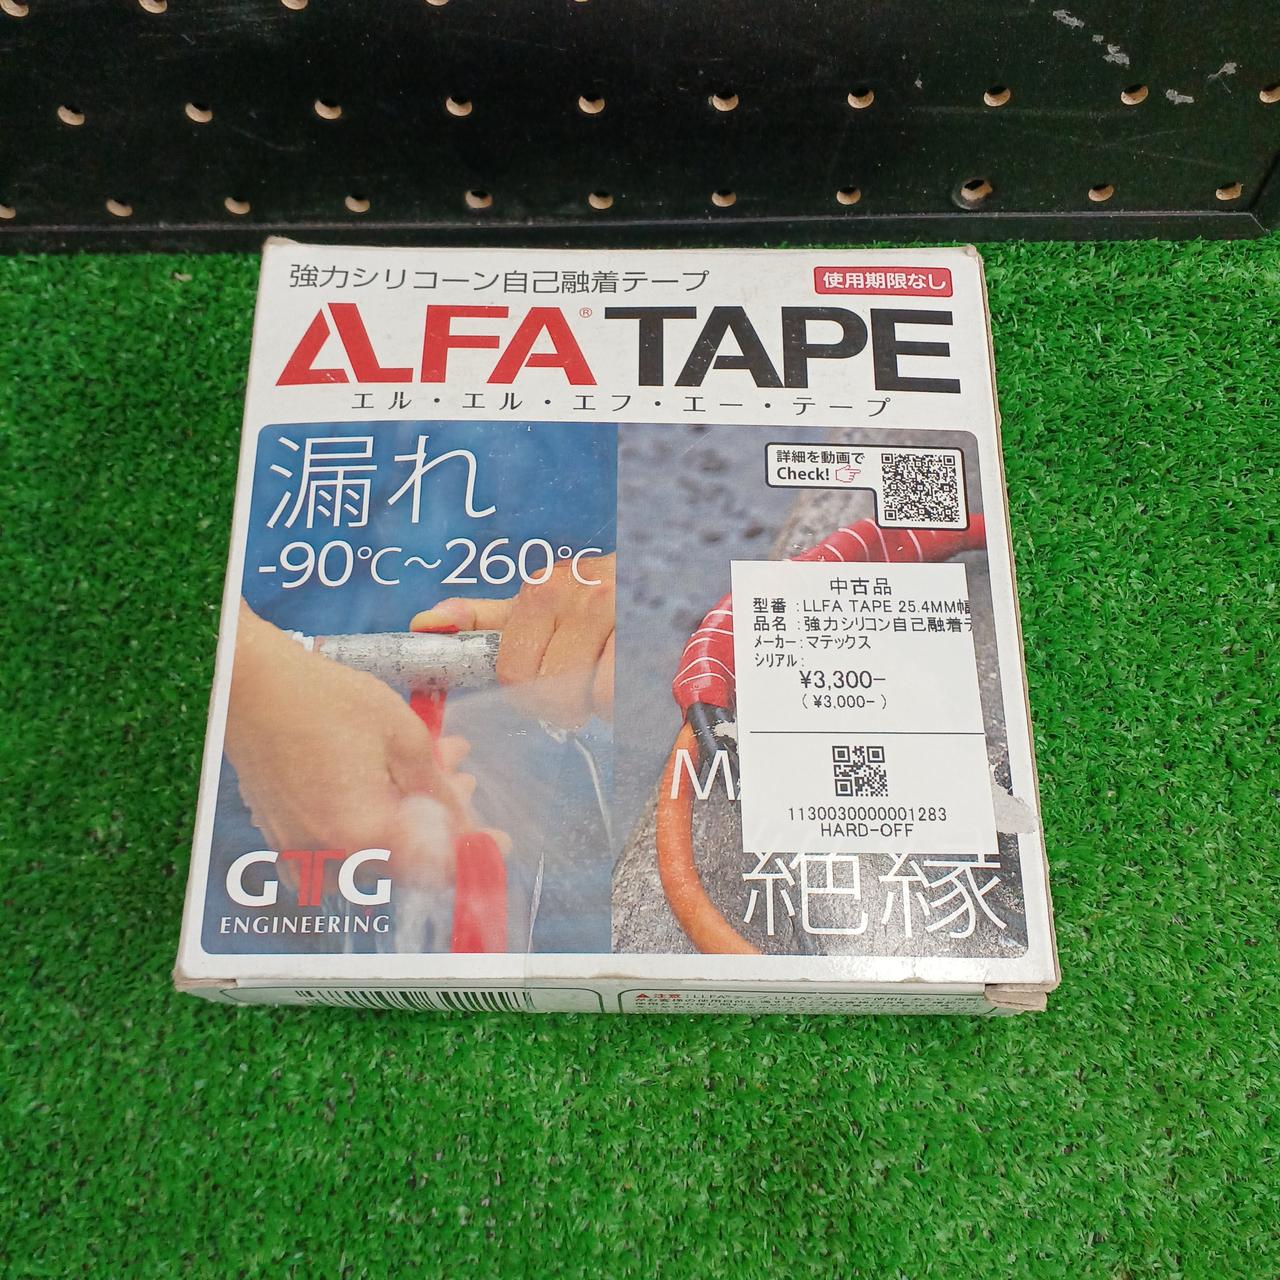 強力シリコーン自己融着テープ
使用期限なし
LLFA® TAPE
エル・エル・エフ・エー・テープ
漏れ
-90℃~260℃
詳細を動画で
Check!
中古品
型番 :LLFA TAPE 25.4MM幅
品名 :強力シリコン自己融着テ
メーカー:マテックス
シリアル:
¥3,300-
(¥3,000-)
1130030000001283
HARD-OFF
絶縁
GTG
ENGINEERING